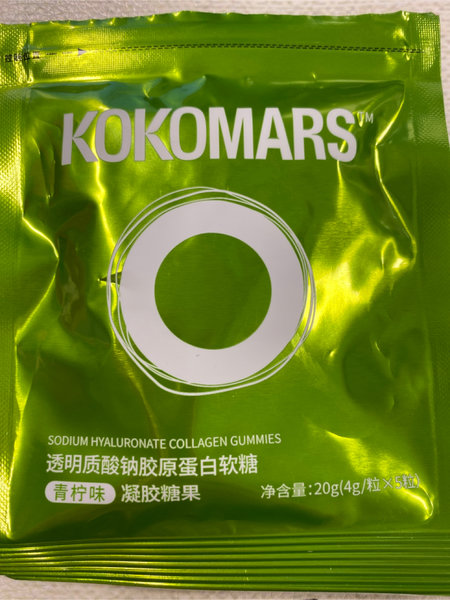 KOKOMARS™
SODIUM HYALURONATE COLLAGEN GUMMIES
透明质酸钠胶原蛋白软糖
青柠味 凝胶糖果 净含量:20g(4g/粒×5粒)